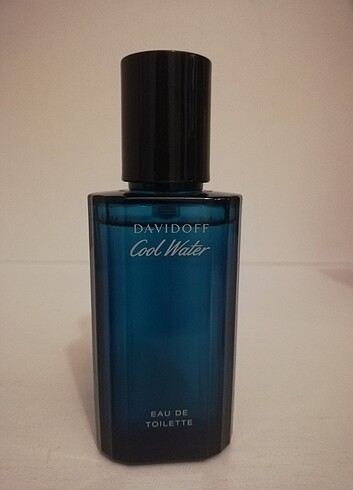 DAVIDOFF
Cool Water
EAU DE
TOILETTE